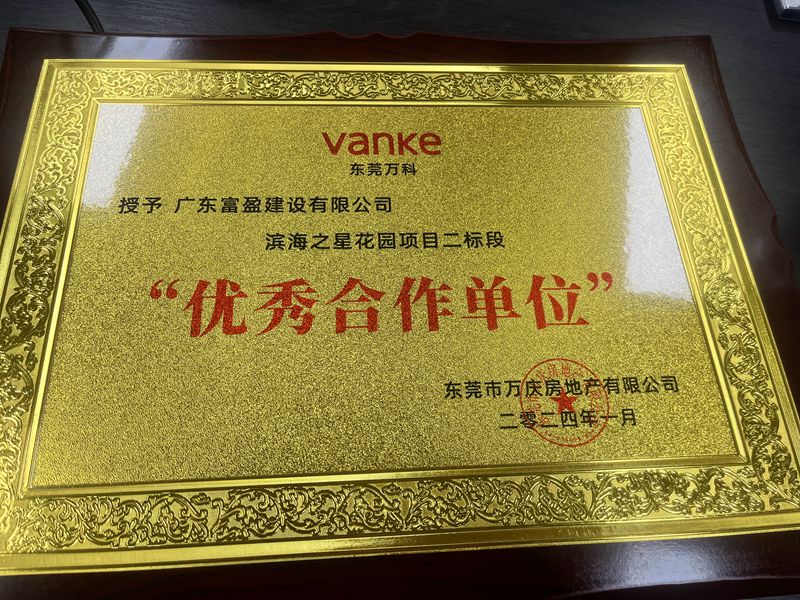 vanke
东莞万科
授予 广东富盈建设有限公司
滨海之星花园项目二标段
“优秀合作单位”
东莞市万庆房地产有限公司
二零二四年一月